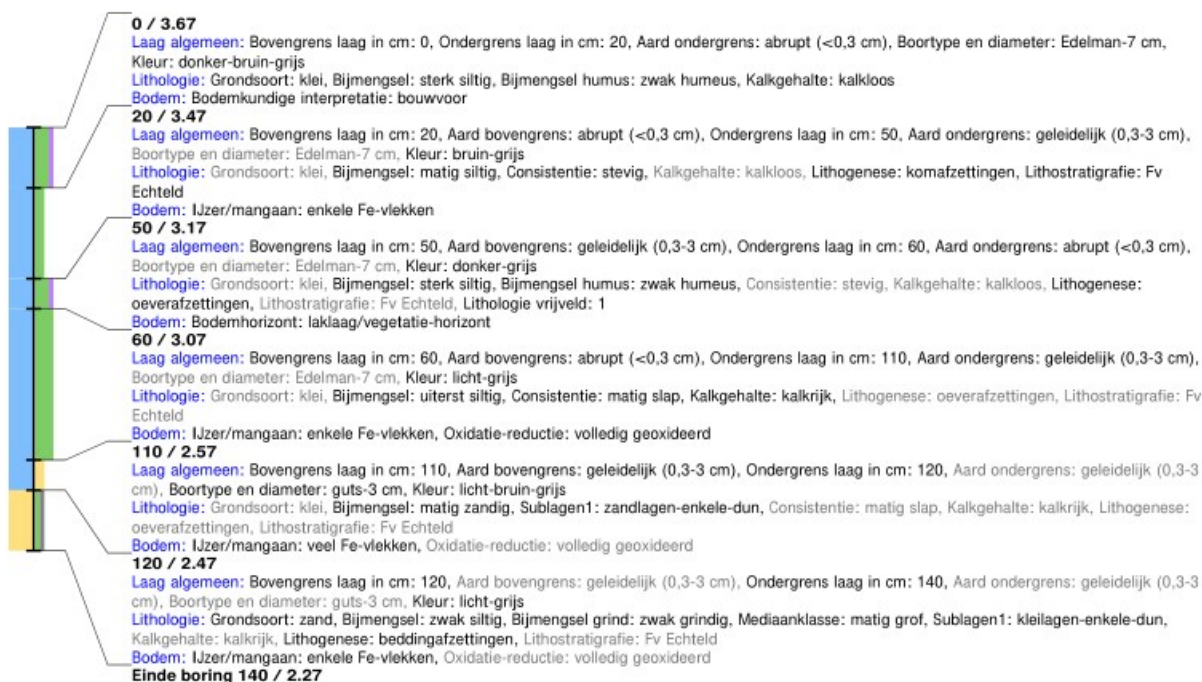 0 / 3.67
Laag algemeen: Bovengrens laag in cm: 0, Ondergrens laag in cm: 20, Aard ondergrens: abrupt (<0,3 cm), Boortype en diameter: Edelman-7 cm,
Kleur: donker-bruin-grijs
Lithologie: Grondsoort: klei, Bijmengsel: sterk siltig, Bijmengsel humus: zwak humeus, Kalkgehalte: kalkloos
Bodem: Bodemkundige interpretatie: bouwvoor
20 / 3.47
Laag algemeen: Bovengrens laag in cm: 20, Aard bovengrens: abrupt (<0,3 cm), Ondergrens laag in cm: 50, Aard ondergrens: geleidelijk (0,3-3 cm),
Boortype en diameter: Edelman-7 cm, Kleur: bruin-grijs
Lithologie: Grondsoort: klei, Bijmengsel: matig siltig, Consistentie: stevig, Kalkgehalte: kalkloos, Lithogenese: komafzettingen, Lithostratigrafie: Fv
Echteld
Bodem: IJzer/mangaan: enkele Fe-vlekken
50 / 3.17
Laag algemeen: Bovengrens laag in cm: 50, Aard bovengrens: geleidelijk (0,3-3 cm), Ondergrens laag in cm: 60, Aard ondergrens: abrupt (<0,3 cm),
Boortype en diameter: Edelman-7 cm, Kleur: donker-grijs
Lithologie: Grondsoort: klei, Bijmengsel: sterk siltig, Bijmengsel humus: zwak humeus, Consistentie: stevig, Kalkgehalte: kalkloos, Lithogenese:
oeverafzettingen, Lithostratigrafie: Fv Echteld, Lithologie vrijveld: 1
Bodem: Bodemhorizont: laklaag/vegetatie-horizont
60 / 3.07
Laag algemeen: Bovengrens laag in cm: 60, Aard bovengrens: abrupt (<0,3 cm), Ondergrens laag in cm: 110, Aard ondergrens: geleidelijk (0,3-3 cm),
Boortype en diameter: Edelman-7 cm, Kleur: licht-grijs
Lithologie: Grondsoort: klei, Bijmengsel: uiterst siltig, Consistentie: matig slap, Kalkgehalte: kalkrijk, Lithogenese: oeverafzettingen, Lithostratigrafie: Fv
Echteld
Bodem: IJzer/mangaan: enkele Fe-vlekken, Oxidatie-reductie: volledig geoxideerd
110 / 2.57
Laag algemeen: Bovengrens laag in cm: 110, Aard bovengrens: geleidelijk (0,3-3 cm), Ondergrens laag in cm: 120, Aard ondergrens: geleidelijk (0,3-3
cm), Boortype en diameter: guts-3 cm, Kleur: licht-bruin-grijs
Lithologie: Grondsoort: klei, Bijmengsel: matig zandig, Sublagen1: zandlagen-enkele-dun, Consistentie: matig slap, Kalkgehalte: kalkrijk, Lithogenese:
oeverafzettingen, Lithostratigrafie: Fv Echteld
Bodem: IJzer/mangaan: veel Fe-vlekken, Oxidatie-reductie: volledig geoxideerd
120 / 2.47
Laag algemeen: Bovengrens laag in cm: 120, Aard bovengrens: geleidelijk (0,3-3 cm), Ondergrens laag in cm: 140, Aard ondergrens: geleidelijk (0,3-3
cm), Boortype en diameter: guts-3 cm, Kleur: licht-grijs
Lithologie: Grondsoort: zand, Bijmengsel: zwak siltig, Bijmengsel grind: zwak grindig, Mediaanklasse: matig grof, Sublagen1: kleilagen-enkele-dun,
Kalkgehalte: kalkrijk, Lithogenese: beddingafzettingen, Lithostratigrafie: Fv Echteld
Bodem: IJzer/mangaan: enkele Fe-vlekken, Oxidatie-reductie: volledig geoxideerd
Einde boring 140 / 2.27